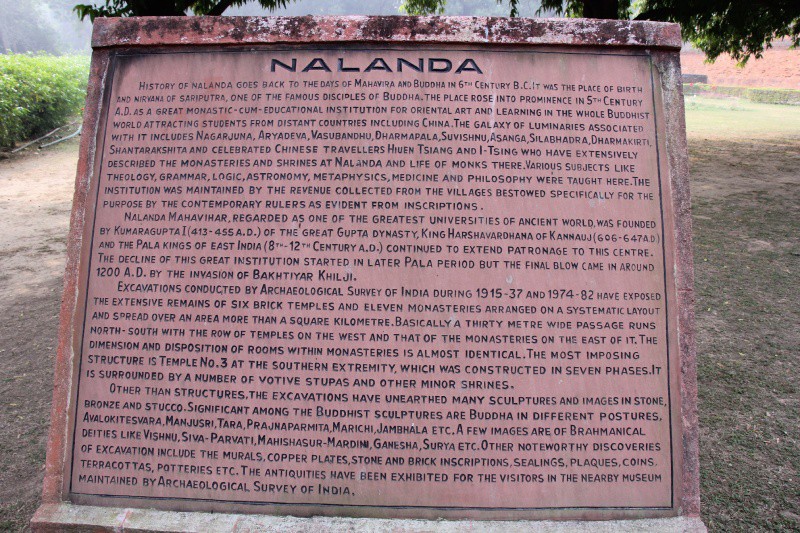 NALANDA
HISTORY OF NALANDA GOES BACK TO THE DAYS OF MAHAVIRA AND BUDDHA IN 6TH CENTURY B.C. IT WAS THE PLACE OF BIRTH
AND NIRVANA OF SARIPUTRA, ONE OF THE FAMOUS DISCIPLES OF BUDDHA. THE PLACE ROSE INTO PROMINENCE IN 5TH CENTURY
A.D. AS A GREAT MONASTIC-CUM-EDUCATIONAL INSTITUTION FOR ORIENTAL ART AND LEARNING IN THE WHOLE BUDDHIST
WORLD ATTRACTING STUDENTS FROM DISTANT COUNTRIES INCLUDING CHINA. THE GALAXY OF LUMINARIES ASSOCIATED
WITH IT INCLUDES NAGARJUNA, ARYADEVA, VASUBANDHU, DHARMAPALA, SUVISHNU, ASANGA, SILABHADRA, DHARMAKIRTI,
SHANTARAKSHITA AND CELEBRATED CHINESE TRAVELLERS HIUEN TSIANG AND I-TSING WHO HAVE EXTENSIVELY
DESCRIBED THE MONASTERIES AND SHRINES AT NALANDA AND LIFE OF MONKS THERE. VARIOUS SUBJECTS LIKE
THEOLOGY, GRAMMAR, LOGIC, ASTRONOMY, METAPHYSICS, MEDICINE AND PHILOSOPHY WERE TAUGHT HERE. THE
INSTITUTION WAS MAINTAINED BY THE REVENUE COLLECTED FROM THE VILLAGES BESTOWED SPECIFICALLY FOR THE
PURPOSE BY THE CONTEMPORARY RULERS AS EVIDENT FROM INSCRIPTIONS.
NALANDA MAHAVIHAR, REGARDED AS ONE OF THE GREATEST UNIVERSITIES OF ANCIENT WORLD, WAS FOUNDED
BY KUMARAGUPTA I (413-455 A.D.) OF THE GREAT GUPTA DYNASTY, KING HARSHAVARDHANA OF KANNAUJ (606-647 A.D)
AND THE PALA KINGS OF EAST INDIA (8TH-12TH CENTURY A.D.) CONTINUED TO EXTEND PATRONAGE TO THIS CENTRE.
THE DECLINE OF THIS GREAT INSTITUTION STARTED IN LATER PALA PERIOD BUT THE FINAL BLOW CAME IN AROUND
1200 A.D. BY THE INVASION OF BAKHTIYAR KHILJI.
EXCAVATIONS CONDUCTED BY ARCHAEOLOGICAL SURVEY OF INDIA DURING 1915-37 AND 1974-82 HAVE EXPOSED
THE EXTENSIVE REMAINS OF SIX BRICK TEMPLES AND ELEVEN MONASTERIES ARRANGED ON A SYSTEMATIC LAYOUT
AND SPREAD OVER AN AREA MORE THAN A SQUARE KILOMETRE. BASICALLY A THIRTY METRE WIDE PASSAGE RUNS
NORTH-SOUTH WITH THE ROW OF TEMPLES ON THE WEST AND THAT OF THE MONASTERIES ON THE EAST OF IT. THE
DIMENSION AND DISPOSITION OF ROOMS WITHIN MONASTERIES IS ALMOST IDENTICAL. THE MOST IMPOSING
STRUCTURE IS TEMPLE NO. 3 AT THE SOUTHERN EXTREMITY, WHICH WAS CONSTRUCTED IN SEVEN PHASES. IT
IS SURROUNDED BY A NUMBER OF VOTIVE STUPAS AND OTHER MINOR SHRINES.
OTHER THAN STRUCTURES, THE EXCAVATIONS HAVE UNEARTHED MANY SCULPTURES AND IMAGES IN STONE,
BRONZE AND STUCCO. SIGNIFICANT AMONG THE BUDDHIST SCULPTURES ARE BUDDHA IN DIFFERENT POSTURES,
AVALOKITESVARA, MANJUSRI, TARA, PRAJNAPARMITA, MARICHI, JAMBHALA ETC. A FEW IMAGES ARE OF BRAHMANICAL
DEITIES LIKE VISHNU, SIVA-PARVATI, MAHISHASUR-MARDINI, GANESHA, SURYA ETC. OTHER NOTEWORTHY DISCOVERIES
OF EXCAVATION INCLUDE THE MURALS, COPPER PLATES, STONE AND BRICK INSCRIPTIONS, SEALINGS, PLAQUES, COINS,
TERRACOTTAS, POTTERIES ETC. THE ANTIQUITIES HAVE BEEN EXHIBITED FOR THE VISITORS IN THE NEARBY MUSEUM
MAINTAINED BY ARCHAEOLOGICAL SURVEY OF INDIA.